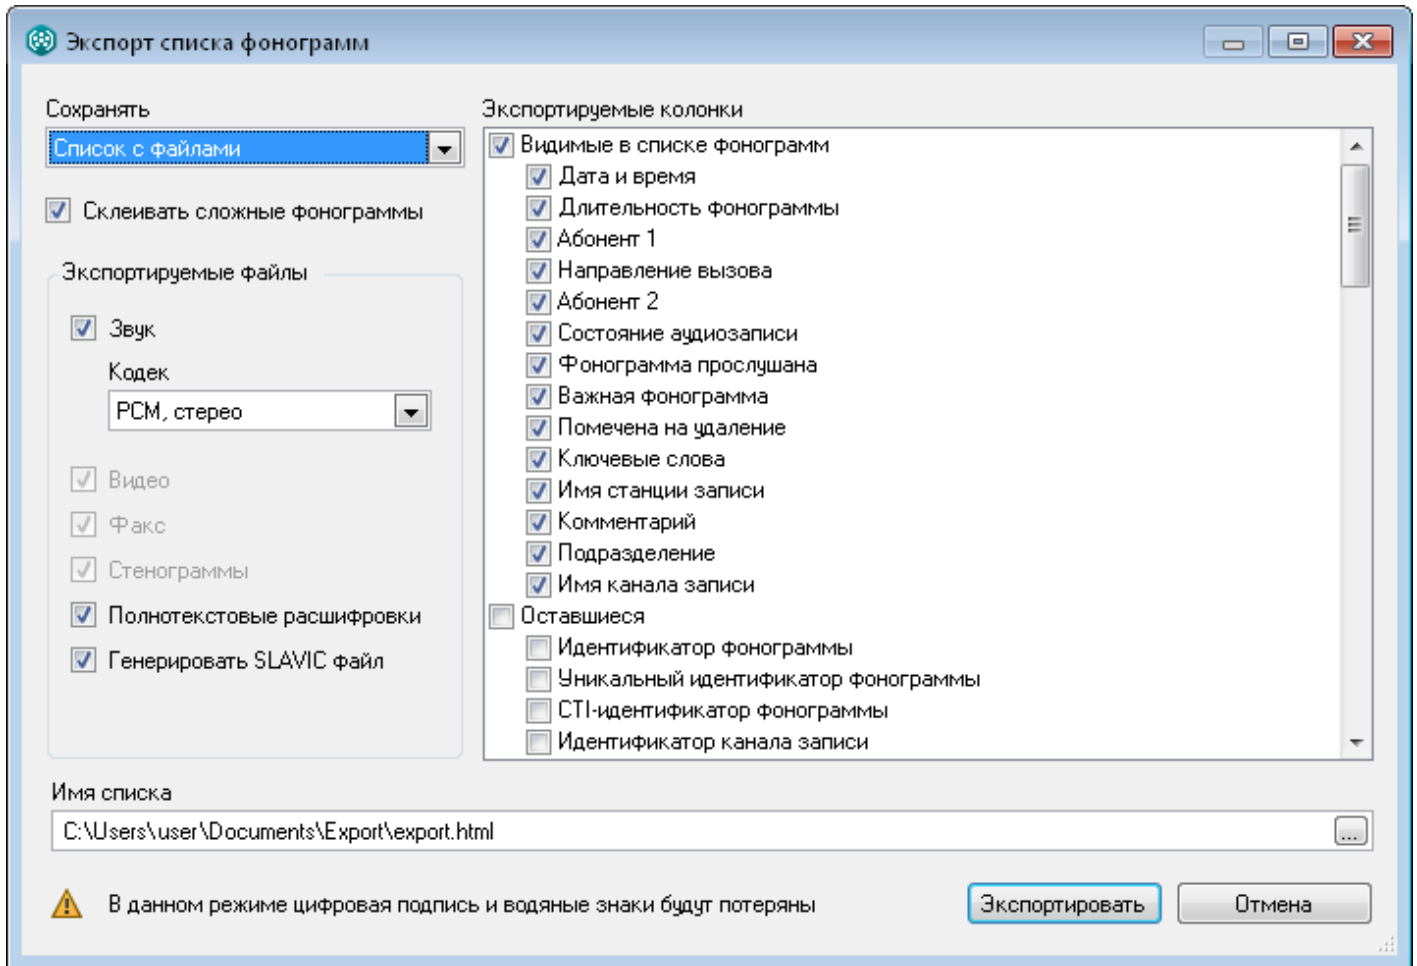 Экспорт списка фонограмм
Сохранять
Список с файлами
Склеивать сложные фонограммы
Экспортируемые файлы
Звук
Кодек
PCM, стерео
Видео
Факс
Стенограммы
Полнотекстовые расшифровки
Генерировать SLAVIC файл
Экспортируемые колонки
Видимые в списке фонограмм
Дата и время
Длительность фонограммы
Абонент 1
Направление вызова
Абонент 2
Состояние аудиозаписи
Фонограмма прослушана
Важная фонограмма
Помечена на удаление
Ключевые слова
Имя станции записи
Комментарий
Подразделение
Имя канала записи
Оставшиеся
Идентификатор фонограммы
Уникальный идентификатор фонограммы
CTI-идентификатор фонограммы
Идентификатор канала записи
Имя списка
C:\Users\user\Documents\Export\export.html
...
В данном режиме цифровая подпись и водяные знаки будут потеряны
Экспортировать
Отмена